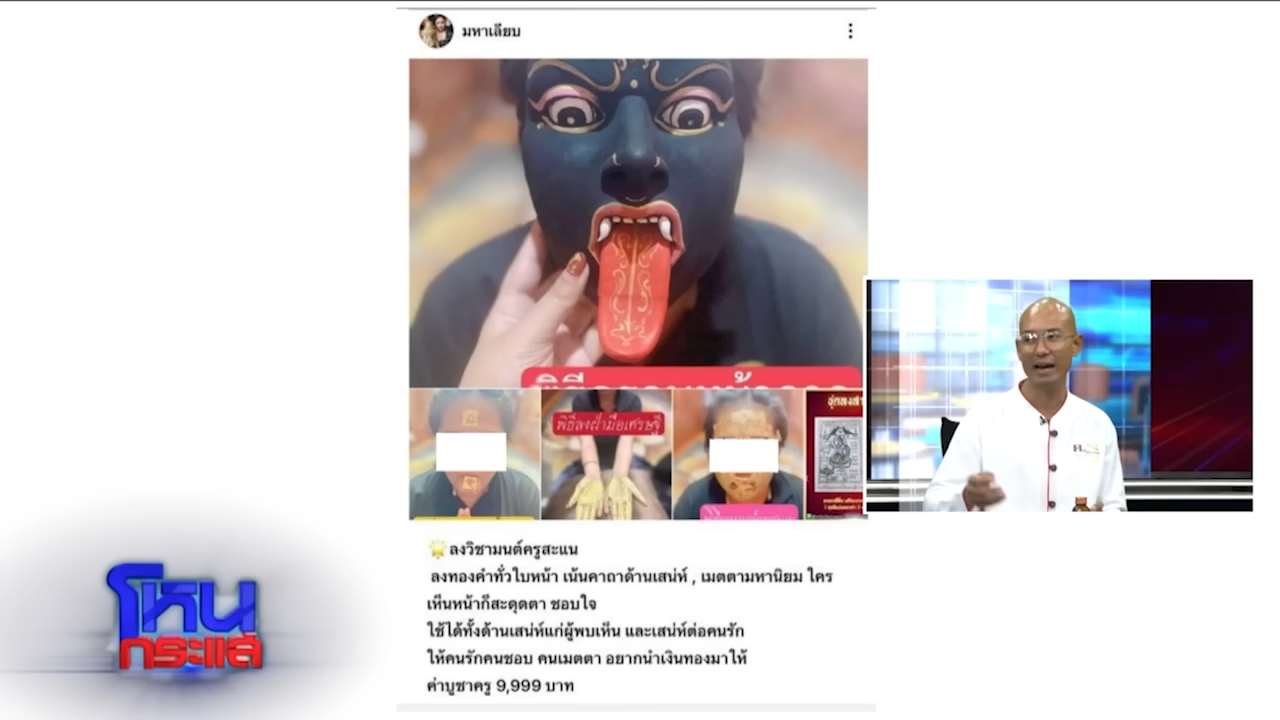 มหาเลียบ
พิธีลงฝ่ามือเศรษฐี
🌟ลงวิชามนต์ครูสะแน
ลงทองคำทั่วใบหน้า เน้นคาถาด้านเสน่ห์ , เมตตามหานิยม ใคร
เห็นหน้าก็สะดุดตา ชอบใจ
ใช้ได้ทั้งด้านเสน่ห์แก่ผู้พบเห็น และเสน่ห์ต่อคนรัก
ให้คนรักคนชอบ คนเมตตา อยากนำเงินทองมาให้
ค่าบูชาครู 9,999 บาท
โหน
กระแส